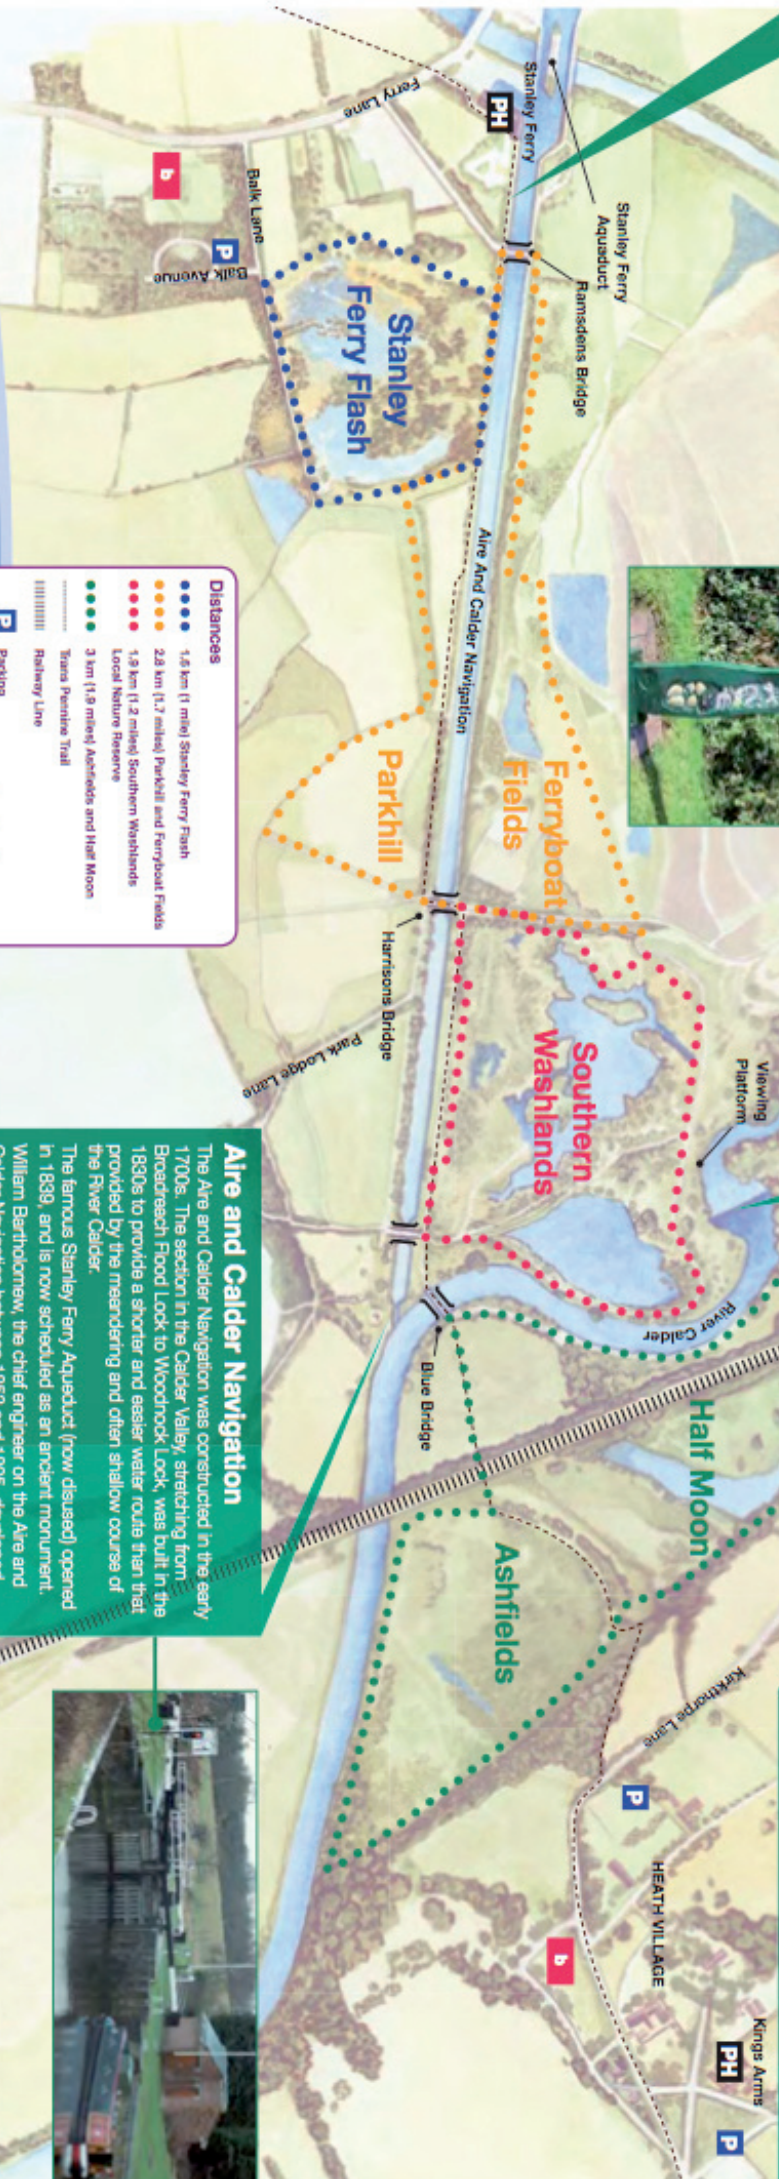 Stanley Ferry
Aquaduct
Ramsdens Bridge
Stanley Ferry
PH
Ferry Lane
Balk Lane
b
P
Balk Avenue
Stanley
Ferry Flash
Aire And Calder Navigation
Ferryboat
Fields
Parkhill
Harrisons Bridge
Park Lodge Lane
Southern
Washlands
Viewing
Platform
River Calder
Blue Bridge
Half Moon
Ashfields
Kirkthorpe Lane
P
HEATH VILLAGE
b
Kings Arms
PH
P
Distances
1.6 km (1 mile) Stanley Ferry Flash
2.8 km (1.7 miles) Parkhill and Ferryboat Fields
1.9 km (1.2 miles) Southern Washlands
Local Nature Reserve
3 km (1.9 miles) Ashfields and Half Moon
Trans Pennine Trail
Railway Line
P Parking
Aire and Calder Navigation
The Aire and Calder Navigation was constructed in the early
1700s. The section in the Calder Valley, stretching from
Broadreach Flood Lock to Woodnock Lock, was built in the
1830s to provide a shorter and easier water route than that
provided by the meandering and often shallow course of
the River Calder.
The famous Stanley Ferry Aqueduct (now disused) opened
in 1839, and is now scheduled as an ancient monument.
William Bartholomew, the chief engineer on the Aire and